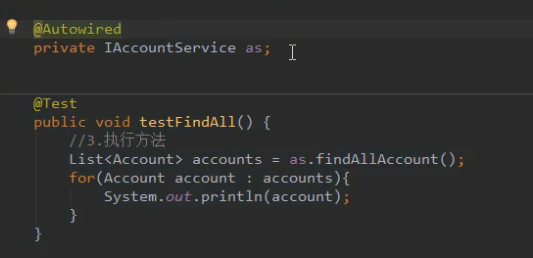 @Autowired
private IAccountService as;
@Test
public void testFindAll() {
//3.执行方法
List<Account> accounts = as.findAllAccount();
for(Account account : accounts){
System.out.println(account);
}
}